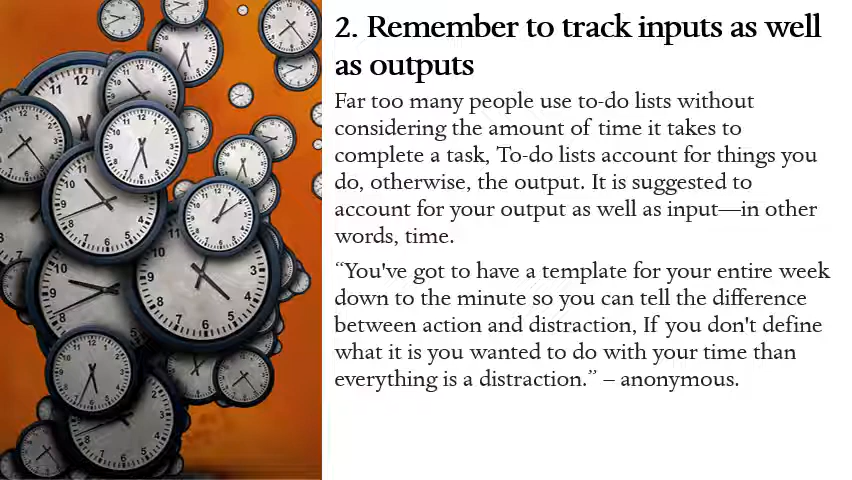 2. Remember to track inputs as well
as outputs
Far too many people use to-do lists without
considering the amount of time it takes to
complete a task, To-do lists account for things you
do, otherwise, the output. It is suggested to
account for your output as well as input—in other
words, time.
“You've got to have a template for your entire week
down to the minute so you can tell the difference
between action and distraction, If you don't define
what it is you wanted to do with your time than
everything is a distraction.” – anonymous.